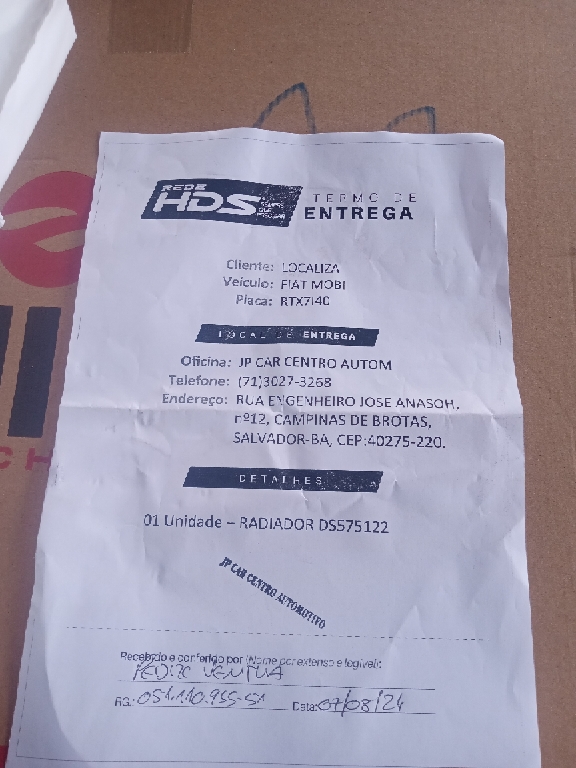 REDE
HDS
TERMO DE
ENTREGA
Cliente: LOCALIZA
Veículo: FIAT MOBI
Placa: RTX7I40
LOCAL DE ENTREGA
Oficina: JP CAR CENTRO AUTOM
Telefone: (71)3027-3268
Endereço: RUA ENGENHEIRO JOSE ANASOH,
nº12, CAMPINAS DE BROTAS,
SALVADOR-BA, CEP:40275-220.
DETALHES
01 Unidade – RADIADOR DS575122
JP CAR CENTRO AUTOMOTIVO
Recebido e conferido por (Nome por extenso e legível):
VENTURA
RG: 051.110.955-51 Data: 07/08/24